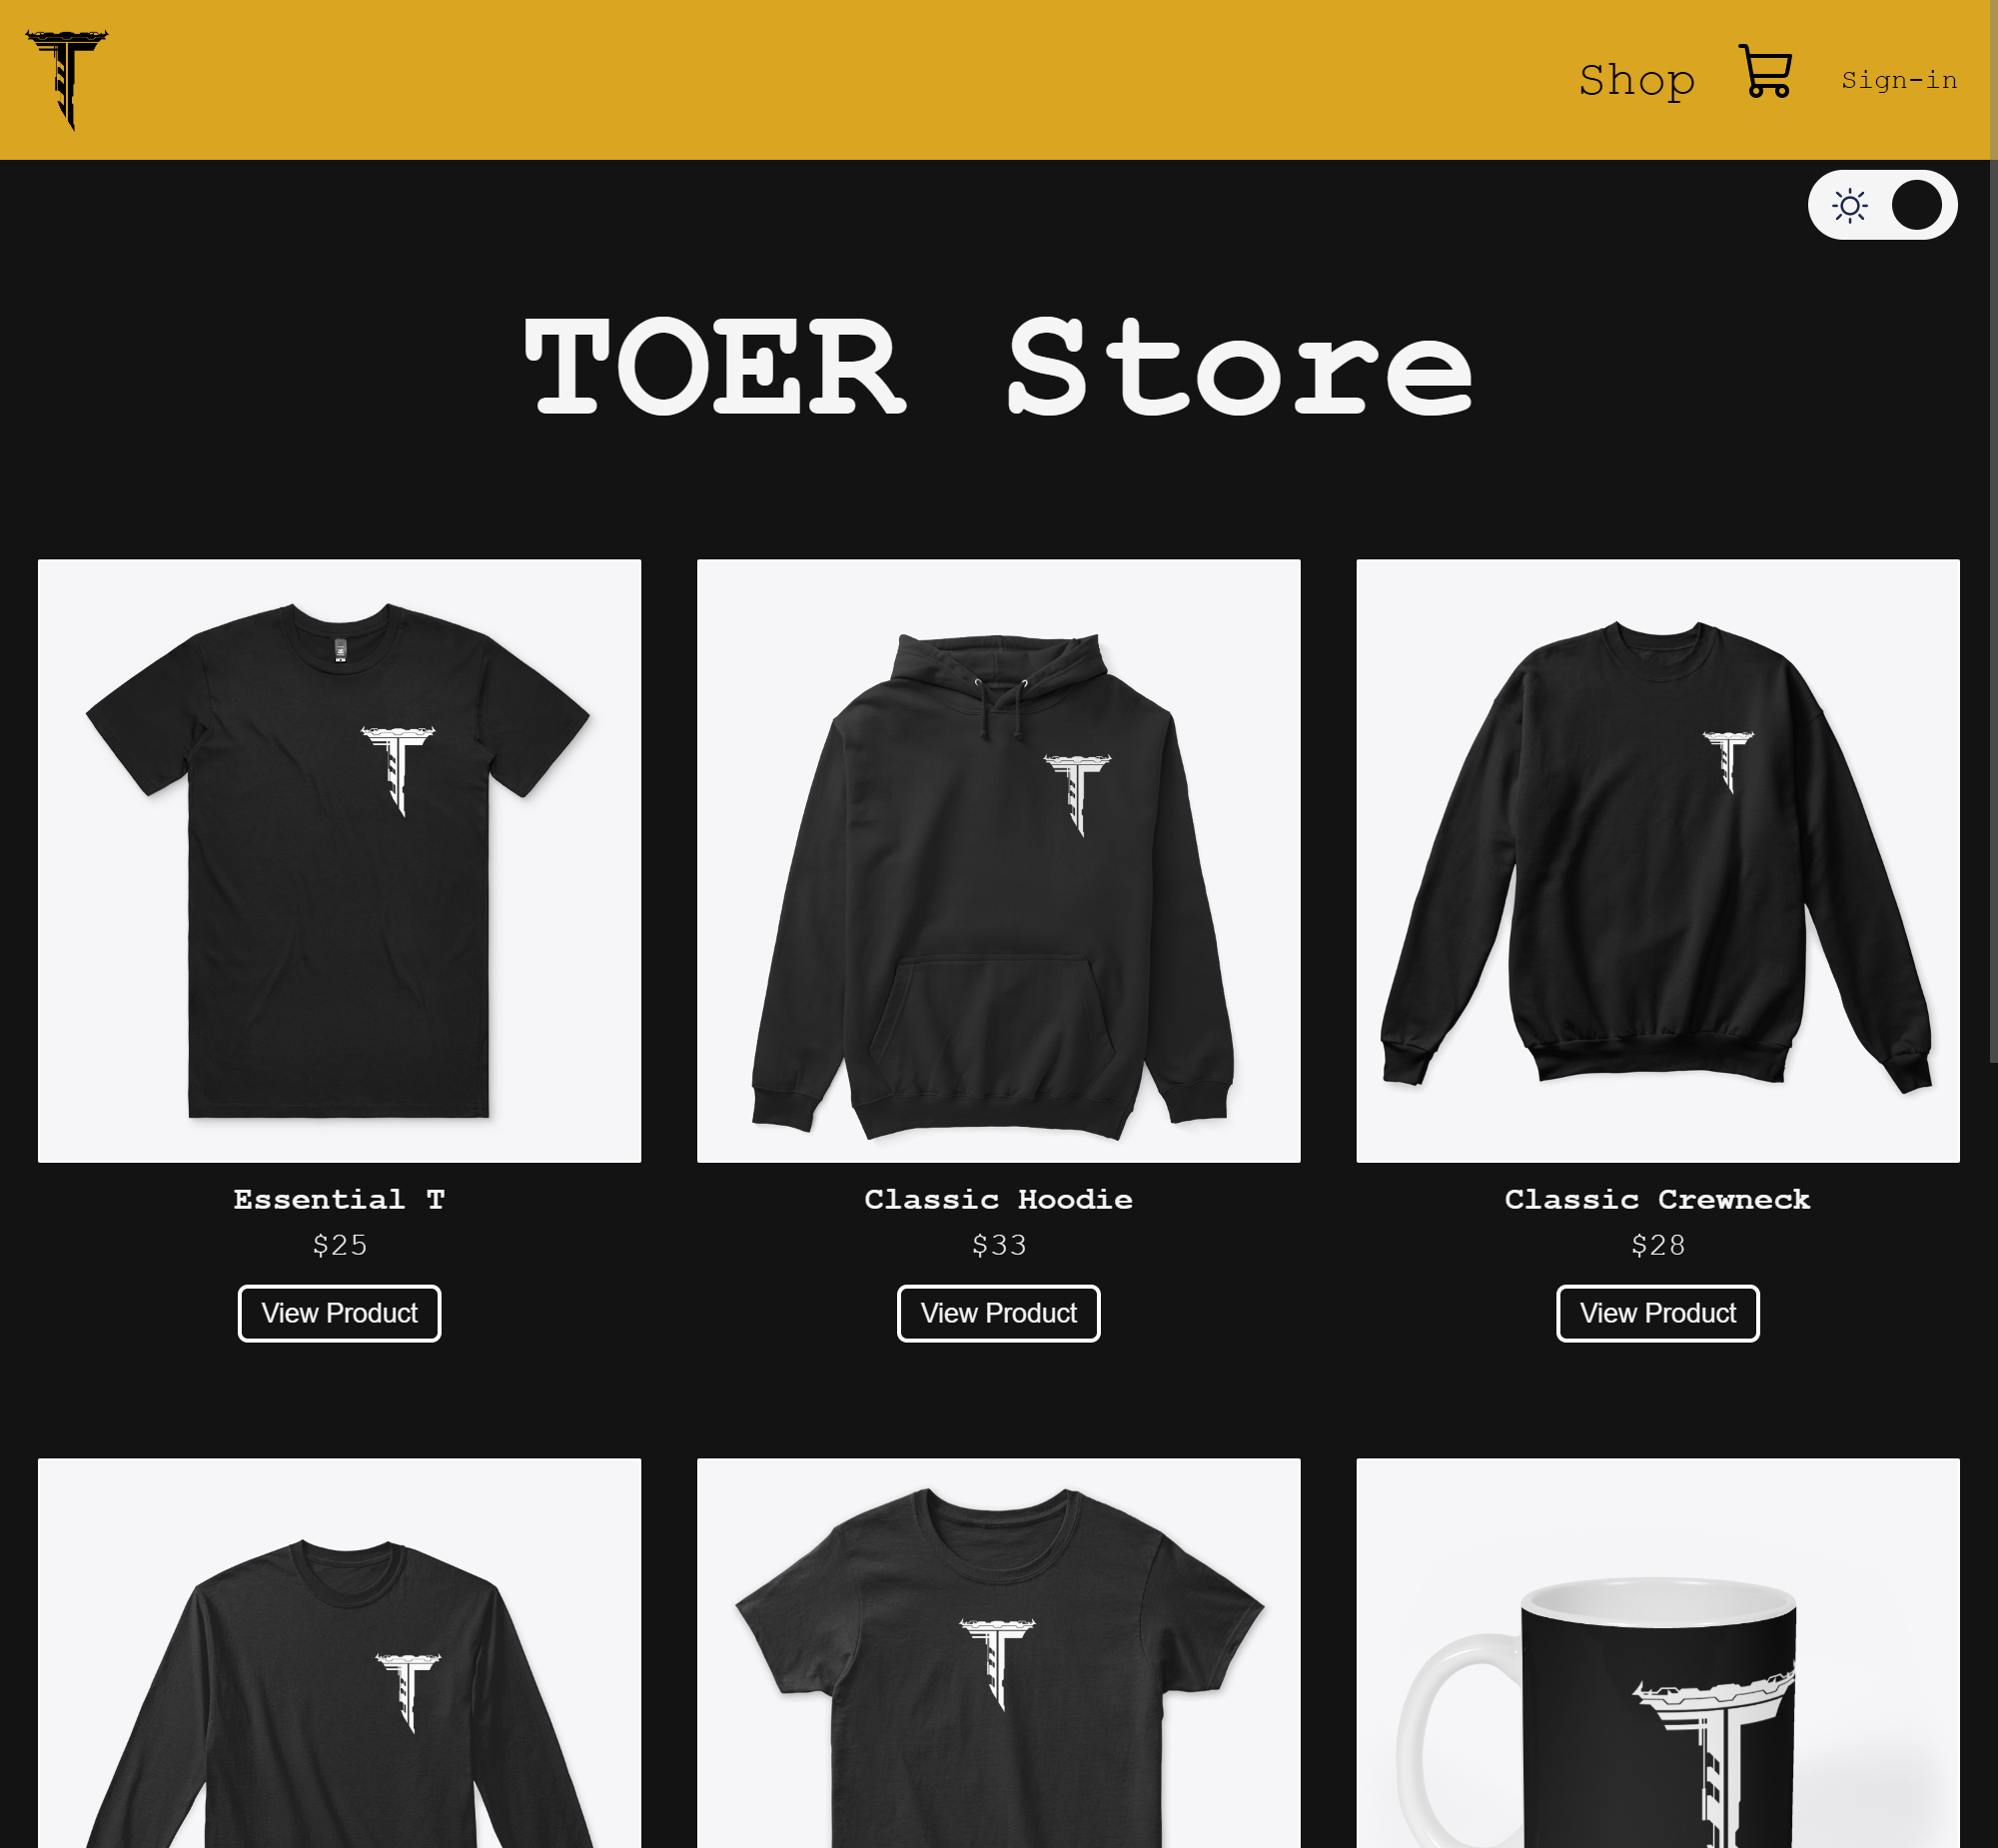 Shop
Sign-in
TOER Store
Essential T
$25
View Product
Classic Hoodie
$33
View Product
Classic Crewneck
$28
View Product